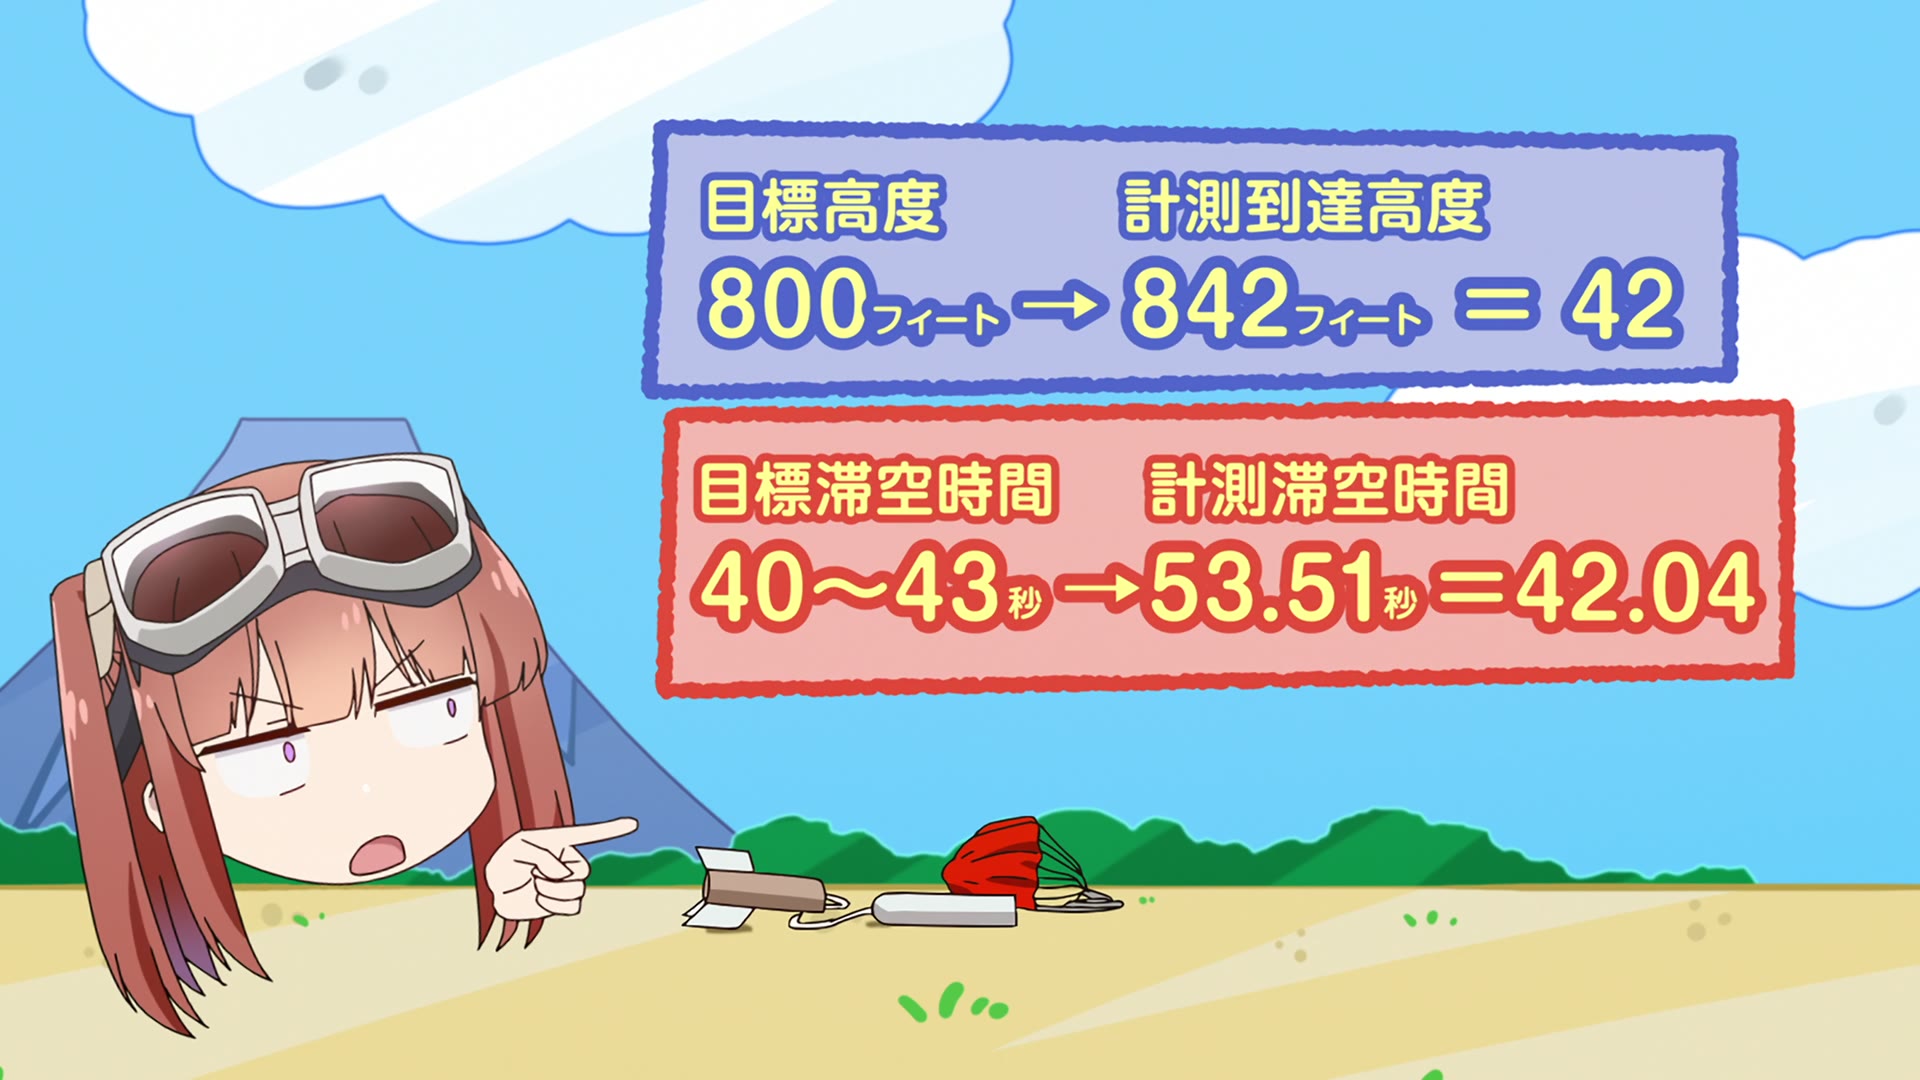 目標高度 計測到達高度
800フィート→842フィート=42
目標滞空時間 計測滞空時間
40〜43秒→53.51秒=42.04